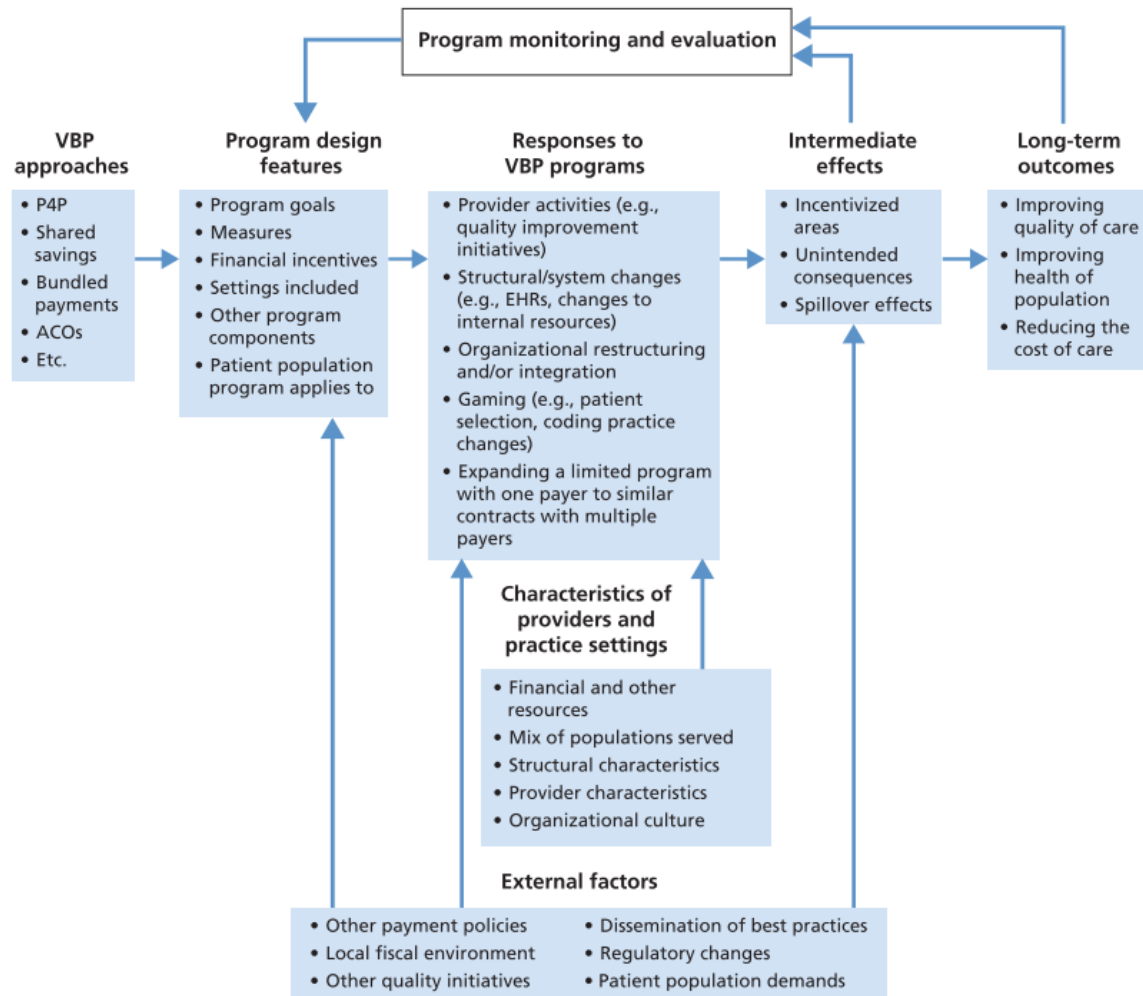 Program monitoring and evaluation
VBP
approaches
• P4P
• Shared
savings
• Bundled
payments
• ACOs
• Etc.
Program design
features
• Program goals
• Measures
• Financial incentives
• Settings included
• Other program
components
• Patient population
program applies to
Responses to
VBP programs
• Provider activities (e.g.,
quality improvement
initiatives)
• Structural/system changes
(e.g., EHRs, changes to
internal resources)
• Organizational restructuring
and/or integration
• Gaming (e.g., patient
selection, coding practice
changes)
• Expanding a limited program
with one payer to similar
contracts with multiple
payers
Intermediate
effects
• Incentivized
areas
• Unintended
consequences
• Spillover effects
Long-term
outcomes
• Improving
quality of care
• Improving
health of
population
• Reducing the
cost of care
Characteristics of
providers and
practice settings
• Financial and other
resources
• Mix of populations served
• Structural characteristics
• Provider characteristics
• Organizational culture
External factors
• Other payment policies
• Local fiscal environment
• Other quality initiatives
• Dissemination of best practices
• Regulatory changes
• Patient population demands